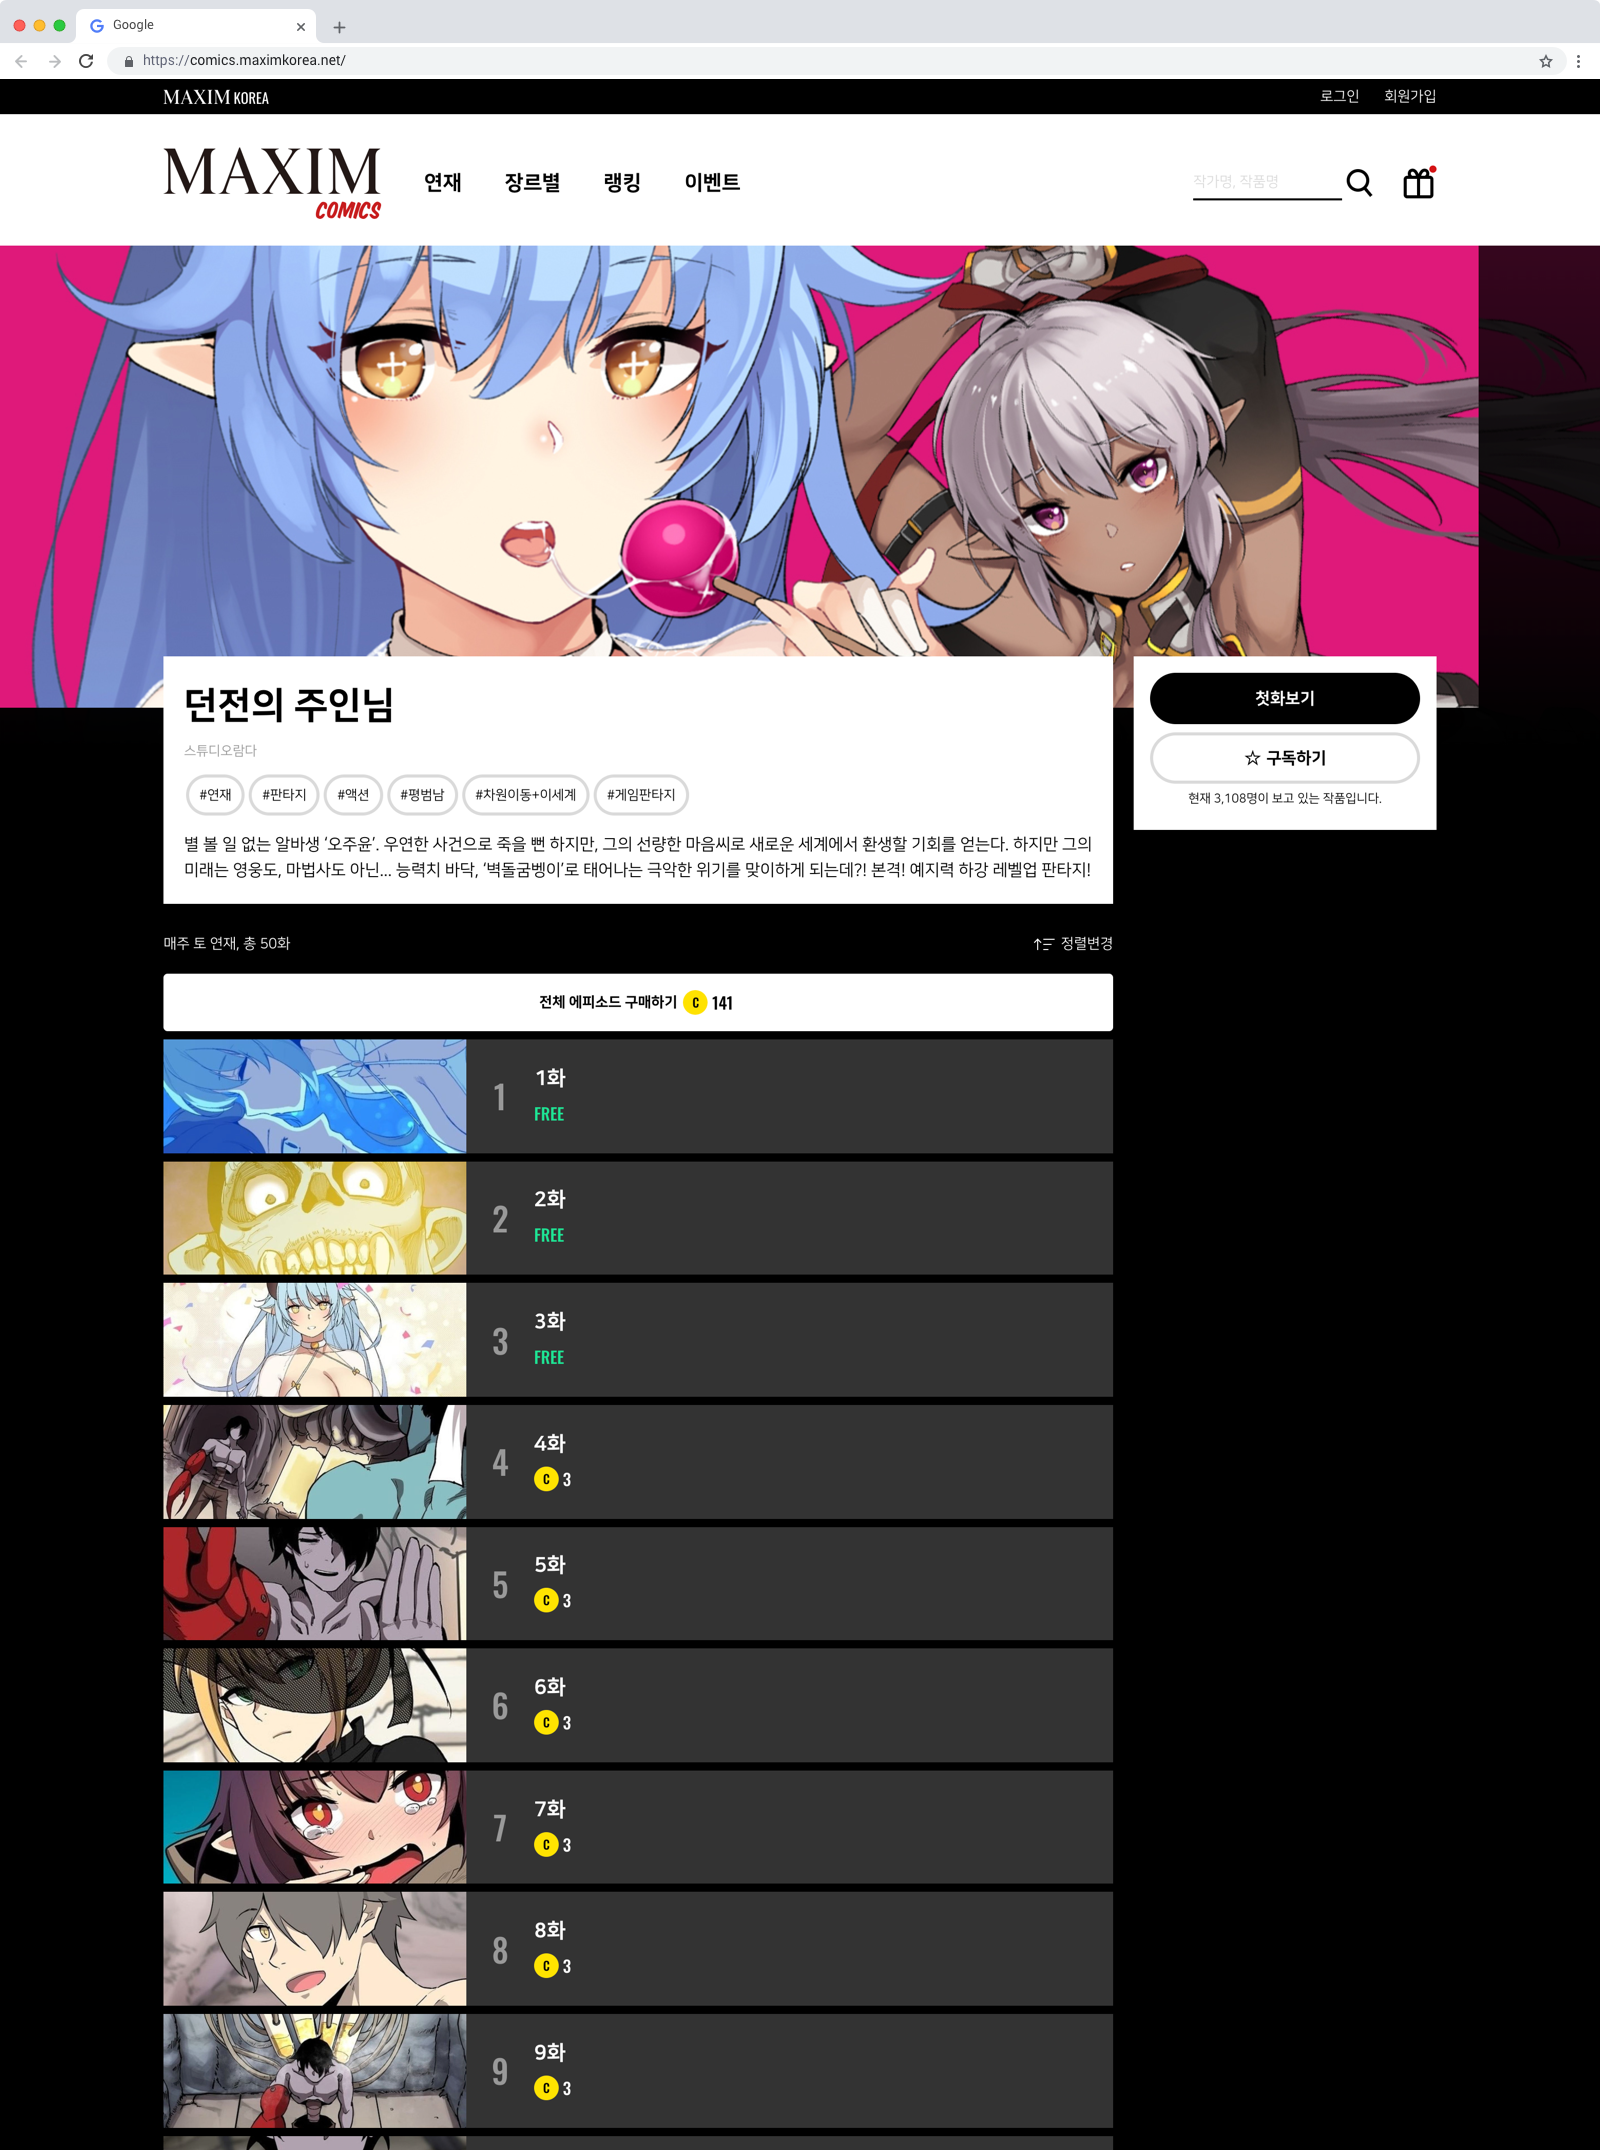 Google
https://comics.maximkorea.net/
MAXIM KOREA
로그인 회원가입
MAXIM
COMICS
연재 장르별 랭킹 이벤트
작가명, 작품명
던전의 주인님
스튜디오람다
#연재 #판타지 #액션 #평범남 #차원이동+이세계 #게임판타지
별 볼 일 없는 알바생 ‘오주윤’. 우연한 사건으로 죽을 뻔 하지만, 그의 선량한 마음씨로 새로운 세계에서 환생할 기회를 얻는다. 하지만 그의
미래는 영웅도, 마법사도 아닌... 능력치 바닥, ‘벽돌굼벵이’로 태어나는 극악한 위기를 맞이하게 되는데?! 본격! 예지력 하강 레벨업 판타지!
첫화보기
☆ 구독하기
현재 3,108명이 보고 있는 작품입니다.
매주 토 연재, 총 50화
정렬변경
전체 에피소드 구매하기 C 141
1
1화
FREE
2
2화
FREE
3
3화
FREE
4
4화
C 3
5
5화
C 3
6
6화
C 3
7
7화
C 3
8
8화
C 3
9
9화
C 3